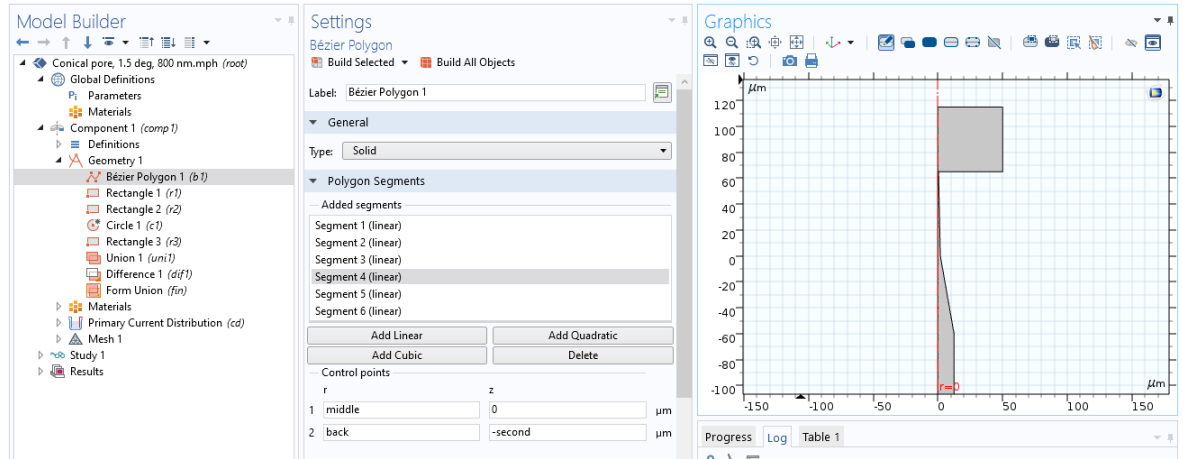 Model Builder
Conical pore, 1.5 deg, 800 nm.mph (root)
Global Definitions
Pi Parameters
Materials
Component 1 (comp1)
Definitions
Geometry 1
Bézier Polygon 1 (b1)
Rectangle 1 (r1)
Rectangle 2 (r2)
Circle 1 (c1)
Rectangle 3 (r3)
Union 1 (uni1)
Difference 1 (dif1)
Form Union (fin)
Materials
Primary Current Distribution (cd)
Mesh 1
Study 1
Results
Settings
Bézier Polygon
Build Selected
Build All Objects
Label: Bézier Polygon 1
General
Type: Solid
Polygon Segments
Added segments
Segment 1 (linear)
Segment 2 (linear)
Segment 3 (linear)
Segment 4 (linear)
Segment 5 (linear)
Segment 6 (linear)
Add Linear
Add Quadratic
Add Cubic
Delete
Control points
r z
1 middle 0 µm
2 back -second µm
Graphics
µm
120
100
80
60
40
20
0
-20
-40
-60
-80
-100
r=0
µm
-150 -100 -50 0 50 100 150
Progress Log Table 1